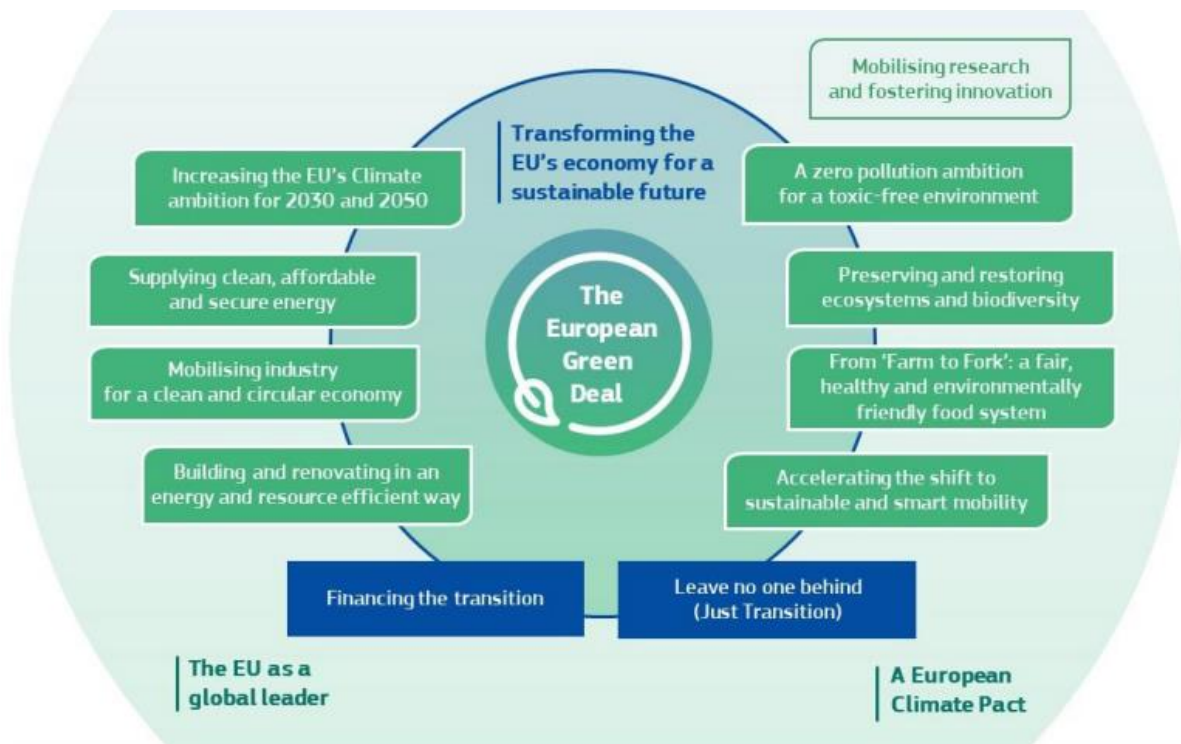 Mobilising research
and fostering innovation
Transforming the
EU's economy for a
sustainable future
Increasing the EU's Climate
ambition for 2030 and 2050
A zero pollution ambition
for a toxic-free environment
Supplying clean, affordable
and secure energy
Preserving and restoring
ecosystems and biodiversity
The
European
Green
Deal
Mobilising industry
for a clean and circular economy
From 'Farm to Fork': a fair,
healthy and environmentally
friendly food system
Building and renovating in an
energy and resource efficient way
Accelerating the shift to
sustainable and smart mobility
Financing the transition
Leave no one behind
(Just Transition)
The EU as a
global leader
A European
Climate Pact